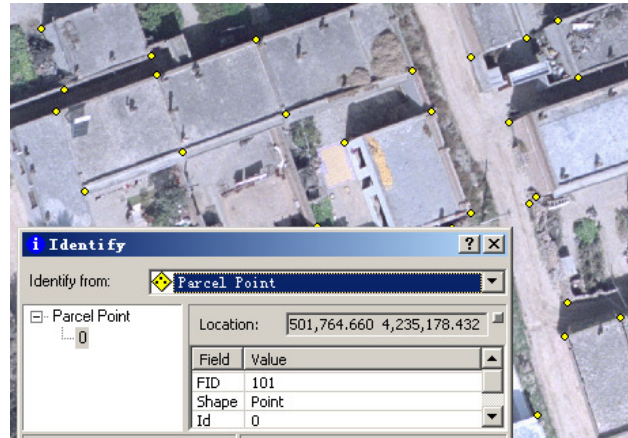 i Identify
Identify from: Parcel Point
Parcel Point
0
Location: 501,764.660 4,235,178.432
Field Value
FID 101
Shape Point
Id 0